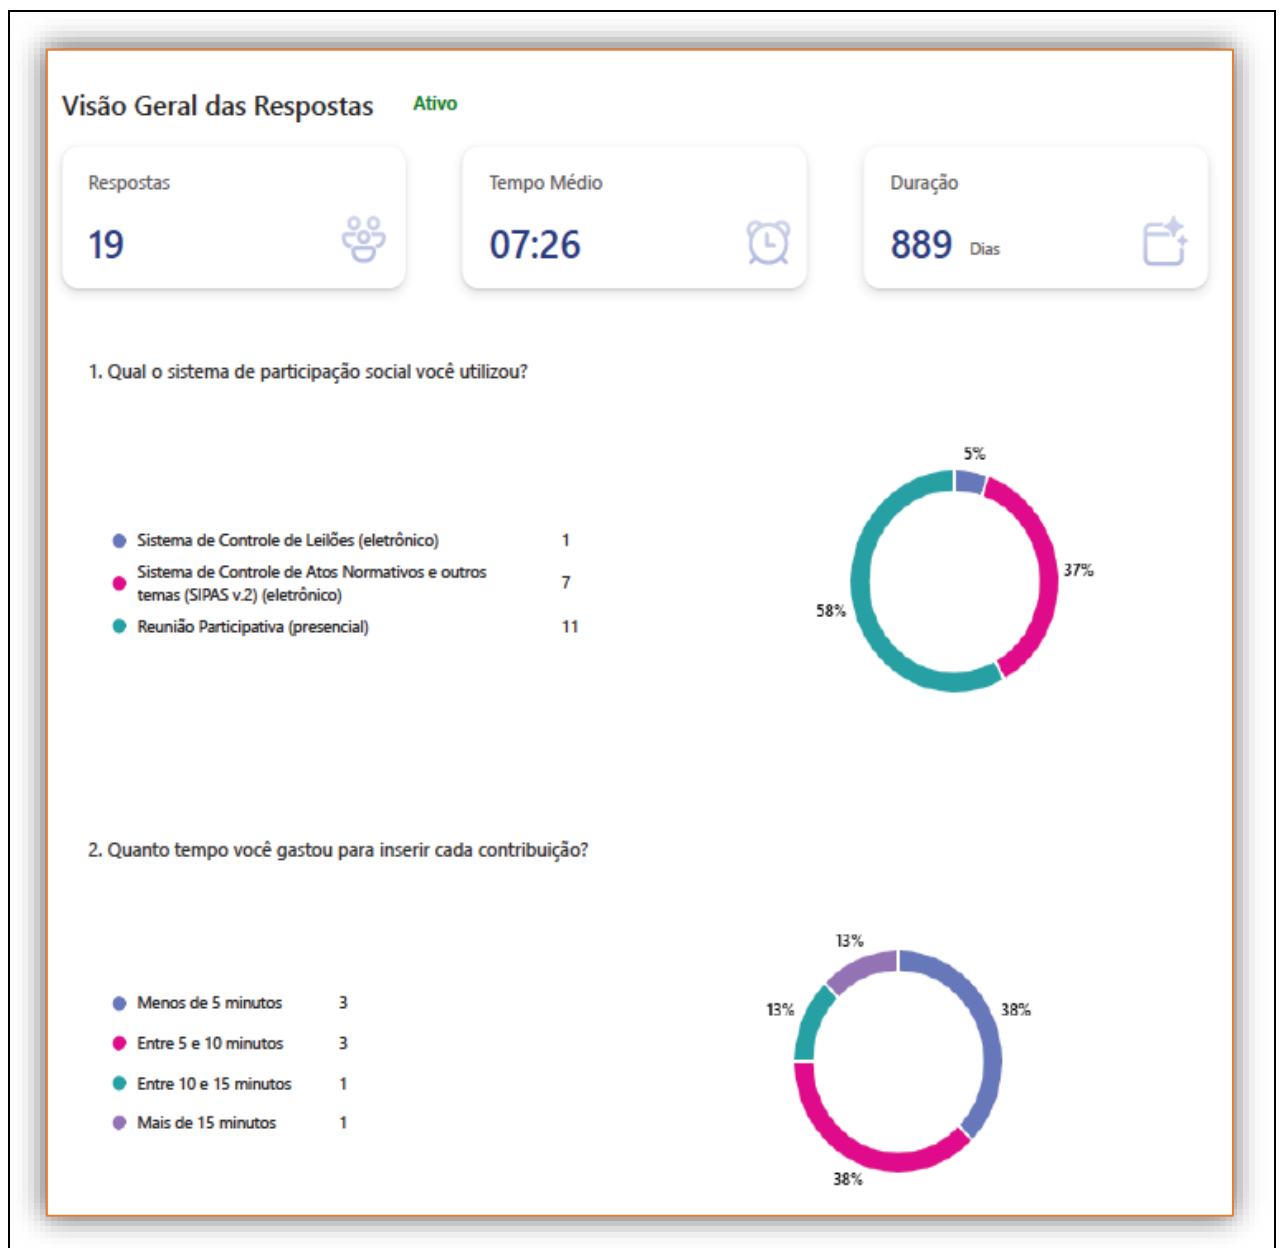 Visão Geral das Respostas Ativo
Respostas
19
Tempo Médio
07:26
Duração
889 Dias
1. Qual o sistema de participação social você utilizou?
Sistema de Controle de Leilões (eletrônico) 1
Sistema de Controle de Atos Normativos e outros
temas (SIPAS v.2) (eletrônico) 7
Reunião Participativa (presencial) 11
5%
37%
58%
2. Quanto tempo você gastou para inserir cada contribuição?
Menos de 5 minutos 3
Entre 5 e 10 minutos 3
Entre 10 e 15 minutos 1
Mais de 15 minutos 1
13%
13%
38%
38%